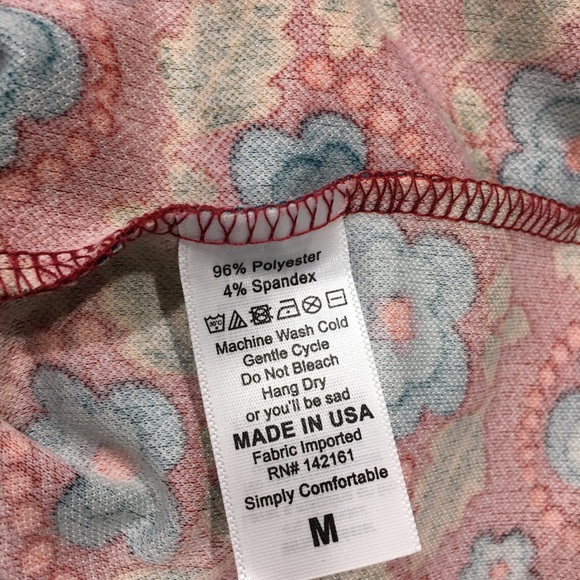 96% Polyester
4% Spandex
Machine Wash Cold
Gentle Cycle
Do Not Bleach
Hang Dry
or you'll be sad
MADE IN USA
Fabric Imported
RN# 142161
Simply Comfortable
M